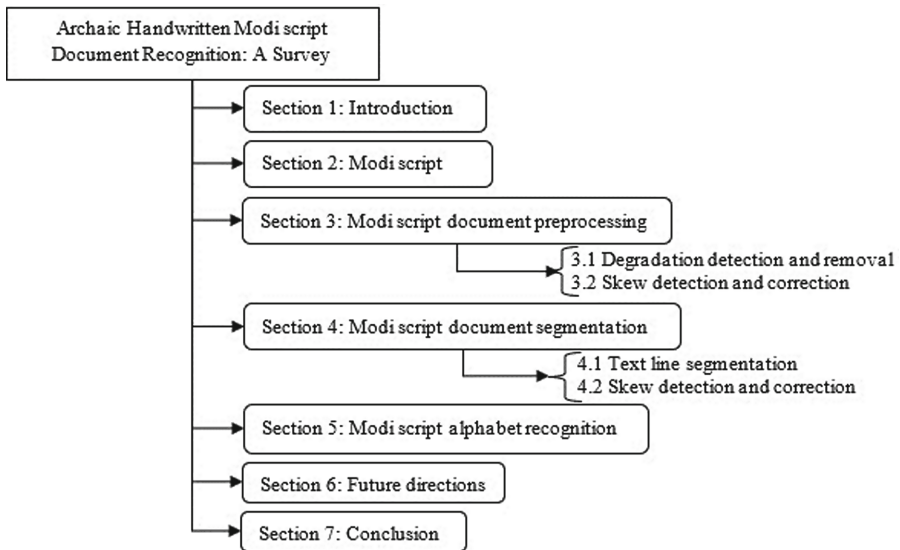 Archaic Handwritten Modi script
Document Recognition: A Survey
Section 1: Introduction
Section 2: Modi script
Section 3: Modi script document preprocessing
3.1 Degradation detection and removal
3.2 Skew detection and correction
Section 4: Modi script document segmentation
4.1 Text line segmentation
4.2 Skew detection and correction
Section 5: Modi script alphabet recognition
Section 6: Future directions
Section 7: Conclusion